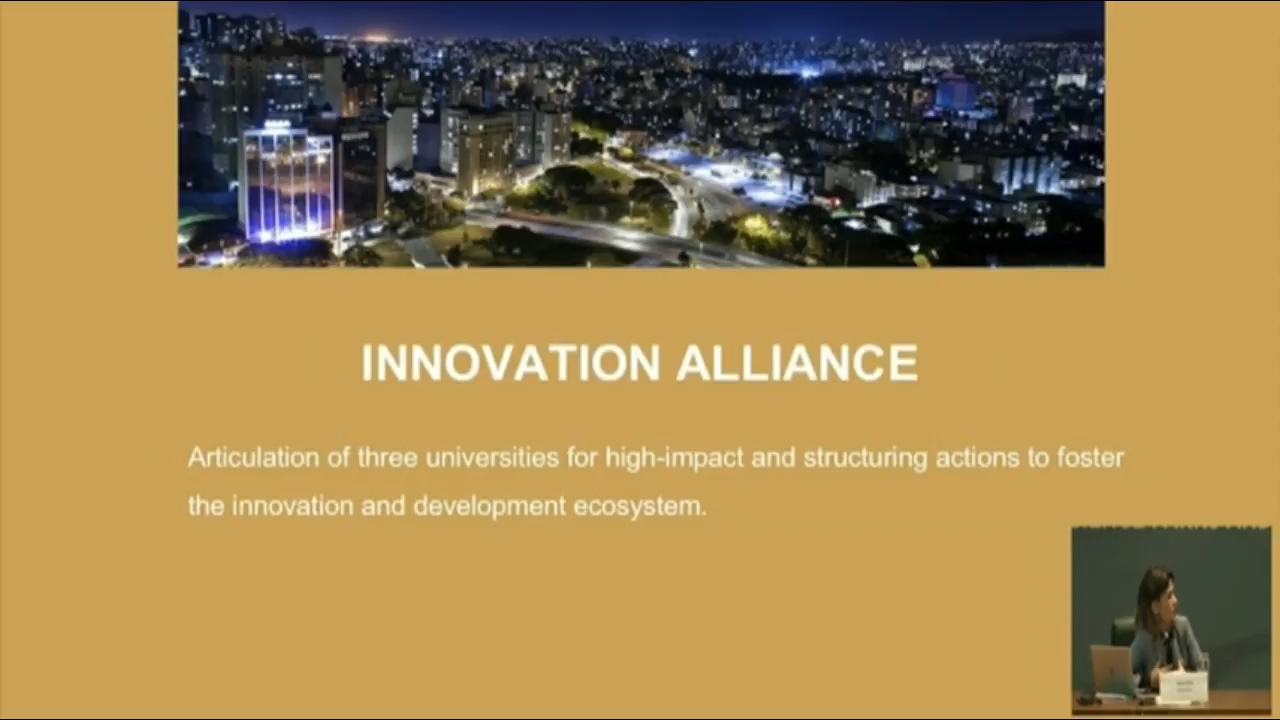 INNOVATION ALLIANCE
Articulation of three universities for high-impact and structuring actions to foster
the innovation and development ecosystem.